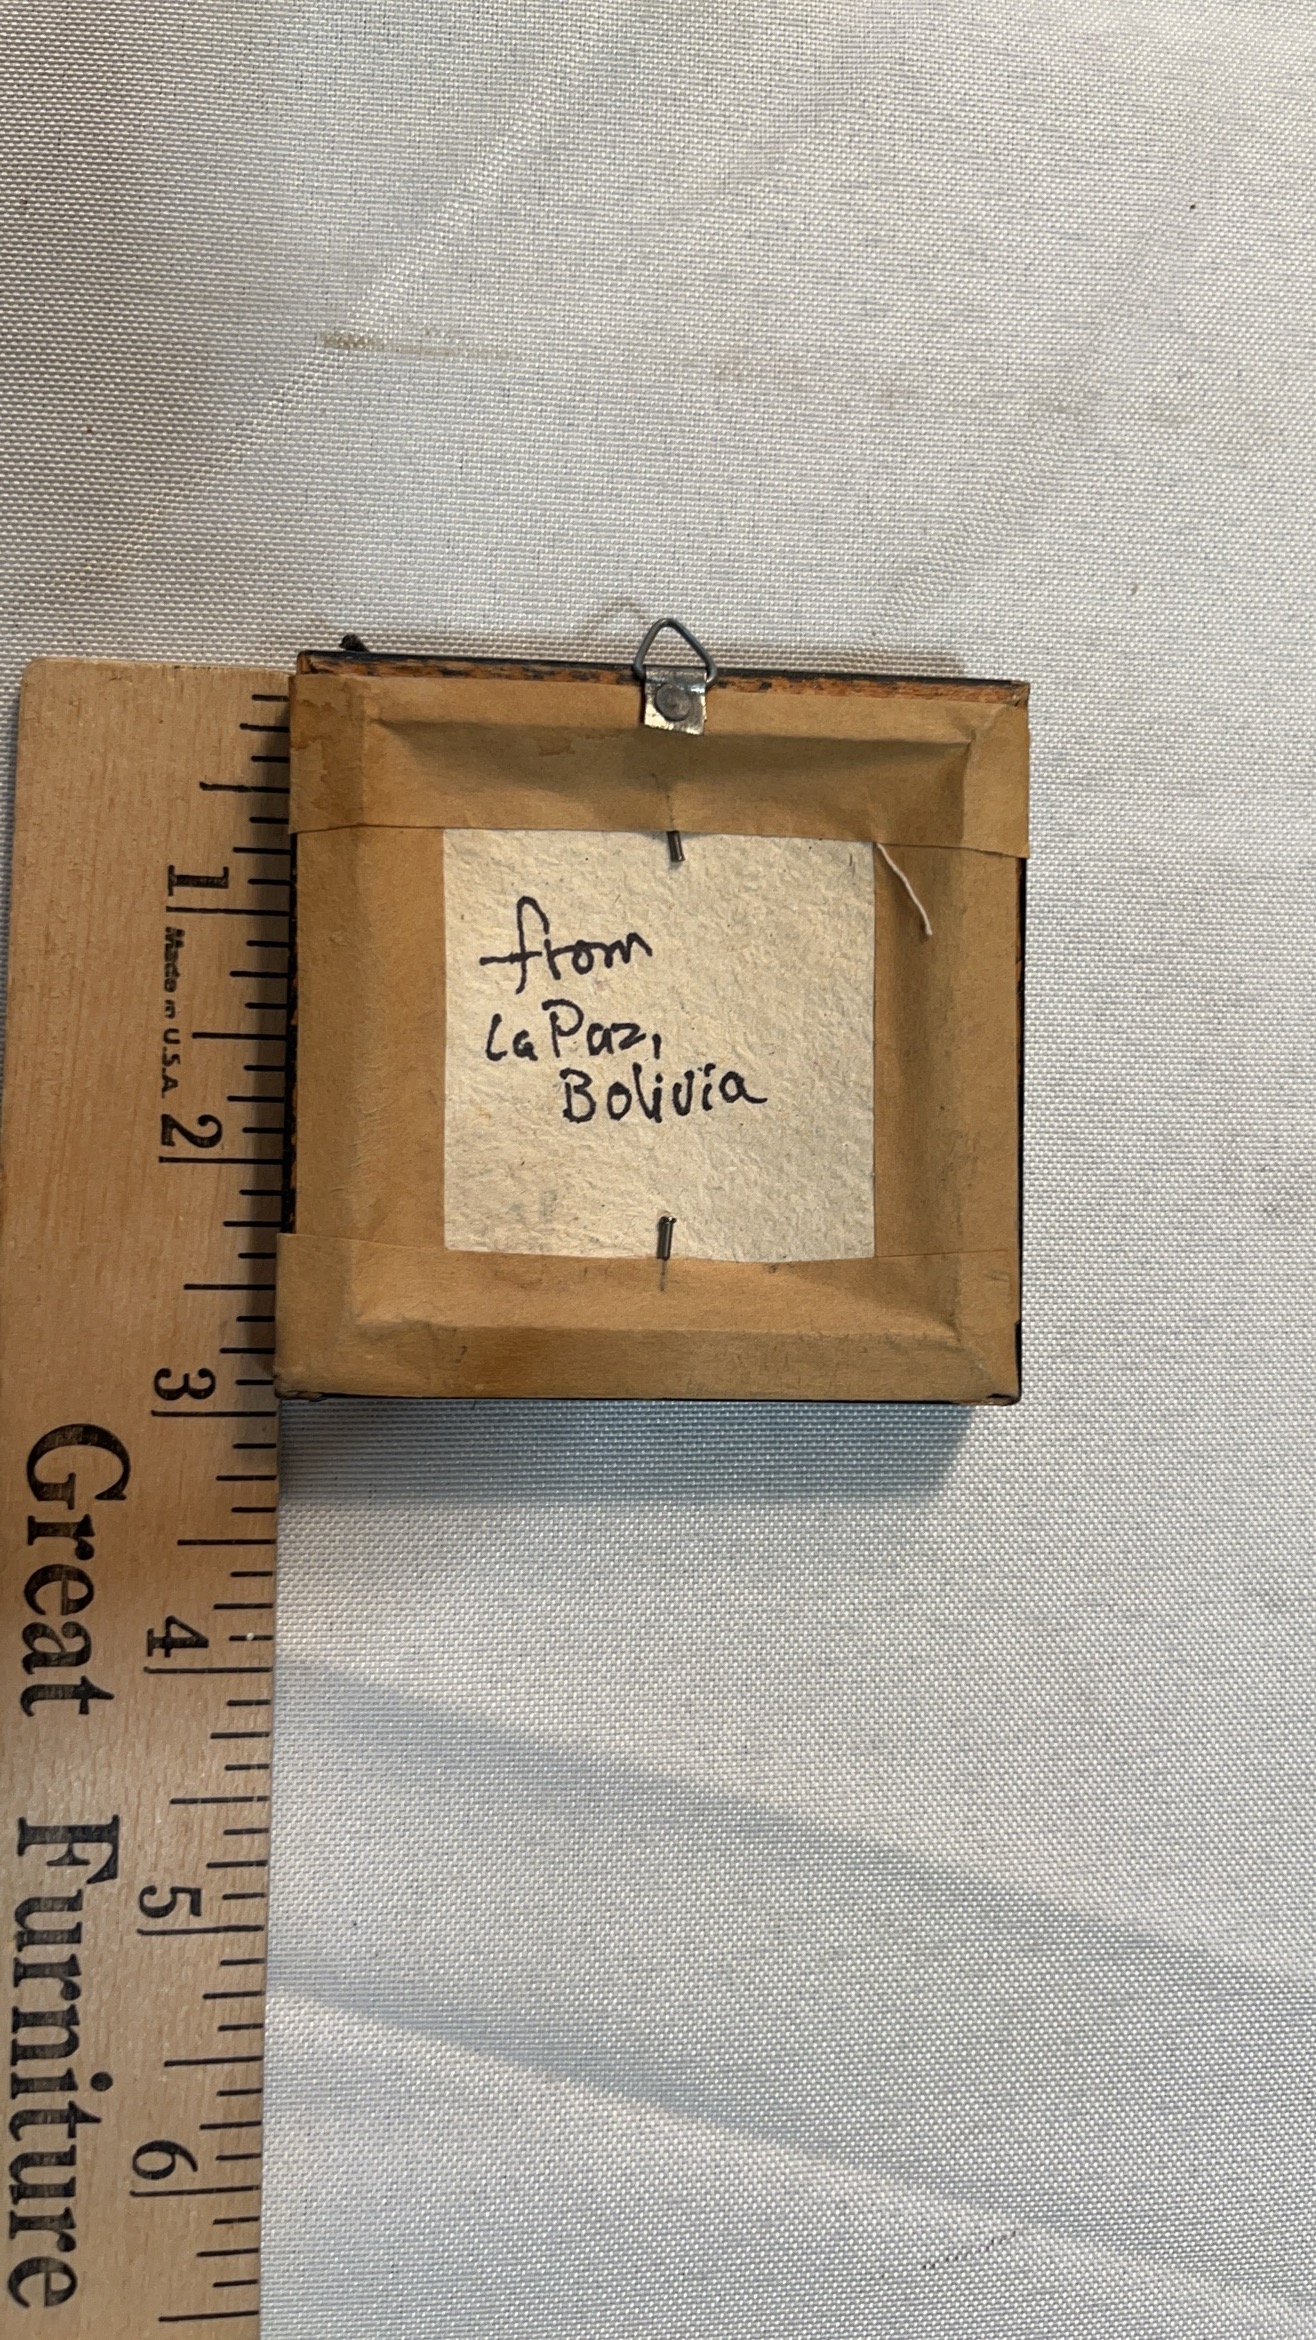 from
La Paz,
Bolivia
1
Made in U.S.A.
2
3
4
5
6
Great Furniture